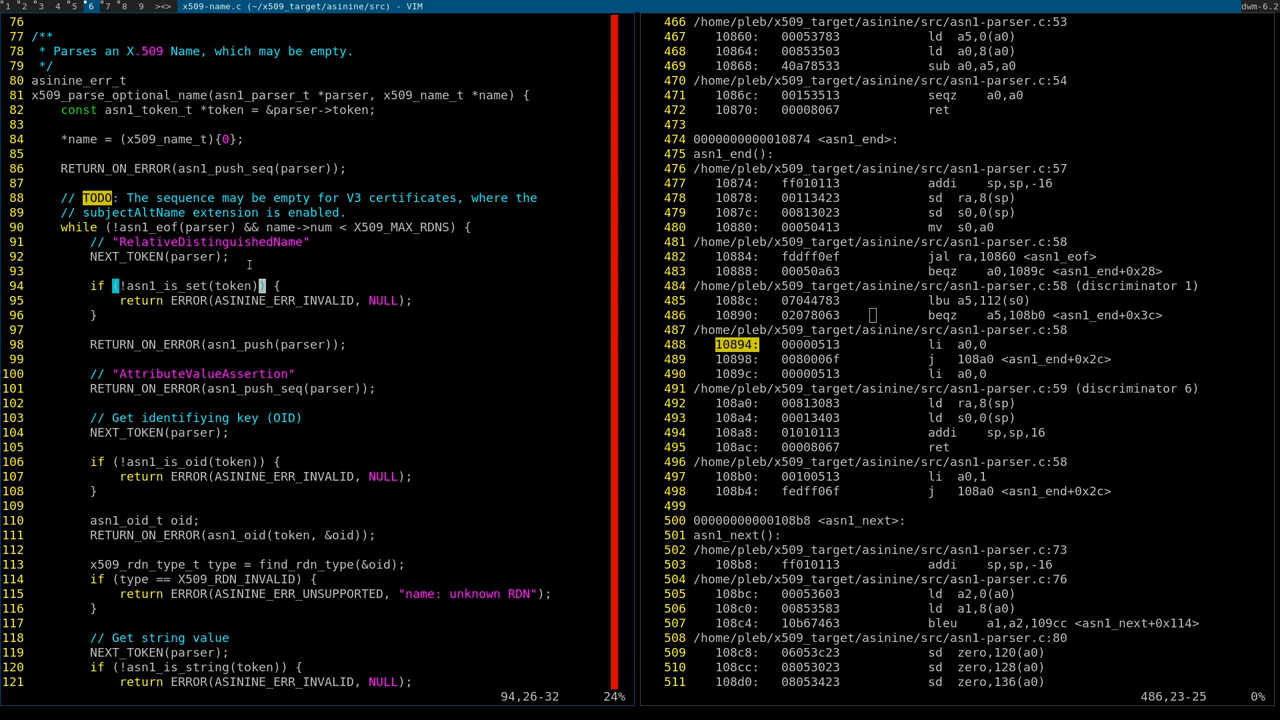 1 2 3 4 5 6 7 8 9 ><> x509-name.c (~/x509_target/asinine/src) - VIM dwm-6.2
76
77 /**
78  * Parses an X.509 Name, which may be empty.
79  */
80 asinine_err_t
81 x509_parse_optional_name(asn1_parser_t *parser, x509_name_t *name) {
82     const asn1_token_t *token = &parser->token;
83
84     *name = (x509_name_t){0};
85
86     RETURN_ON_ERROR(asn1_push_seq(parser));
87
88     // TODO: The sequence may be empty for V3 certificates, where the
89     // subjectAltName extension is enabled.
90     while (!asn1_eof(parser) && name->num < X509_MAX_RDNS) {
91         // "RelativeDistinguishedName"
92         NEXT_TOKEN(parser);
93
94         if (!asn1_is_set(token)) {
95             return ERROR(ASININE_ERR_INVALID, NULL);
96         }
97
98         RETURN_ON_ERROR(asn1_push(parser));
99
100         // "AttributeValueAssertion"
101         RETURN_ON_ERROR(asn1_push_seq(parser));
102
103         // Get identifiying key (OID)
104         NEXT_TOKEN(parser);
105
106         if (!asn1_is_oid(token)) {
107             return ERROR(ASININE_ERR_INVALID, NULL);
108         }
109
110         asn1_oid_t oid;
111         RETURN_ON_ERROR(asn1_oid(token, &oid));
112
113         x509_rdn_type_t type = find_rdn_type(&oid);
114         if (type == X509_RDN_INVALID) {
115             return ERROR(ASININE_ERR_UNSUPPORTED, "name: unknown RDN");
116         }
117
118         // Get string value
119         NEXT_TOKEN(parser);
120         if (!asn1_is_string(token)) {
121             return ERROR(ASININE_ERR_INVALID, NULL);
94,26-32 24%
466 /home/pleb/x509_target/asinine/src/asn1-parser.c:53
467    10860:   00053783   ld   a5,0(a0)
468    10864:   00853503   ld   a0,8(a0)
469    10868:   40a78533   sub   a0,a5,a0
470 /home/pleb/x509_target/asinine/src/asn1-parser.c:54
471    1086c:   00153513   seqz   a0,a0
472    10870:   00008067   ret
473
474 0000000000010874 <asn1_end>:
475 asn1_end():
476 /home/pleb/x509_target/asinine/src/asn1-parser.c:57
477    10874:   ff010113   addi   sp,sp,-16
478    10878:   00113423   sd   ra,8(sp)
479    1087c:   00813023   sd   s0,0(sp)
480    10880:   00050413   mv   s0,a0
481 /home/pleb/x509_target/asinine/src/asn1-parser.c:58
482    10884:   fddff0ef   jal   ra,10860 <asn1_eof>
483    10888:   00050a63   beqz   a0,1089c <asn1_end+0x28>
484 /home/pleb/x509_target/asinine/src/asn1-parser.c:58 (discriminator 1)
485    1088c:   07044783   lbu   a5,112(s0)
486    10890:   02078063   beqz   a5,108b0 <asn1_end+0x3c>
487 /home/pleb/x509_target/asinine/src/asn1-parser.c:58
488    10894:   00000513   li   a0,0
489    10898:   0080006f   j   108a0 <asn1_end+0x2c>
490    1089c:   00000513   li   a0,0
491 /home/pleb/x509_target/asinine/src/asn1-parser.c:59 (discriminator 6)
492    108a0:   00813083   ld   ra,8(sp)
493    108a4:   00013403   ld   s0,0(sp)
494    108a8:   01010113   addi   sp,sp,16
495    108ac:   00008067   ret
496 /home/pleb/x509_target/asinine/src/asn1-parser.c:58
497    108b0:   00100513   li   a0,1
498    108b4:   fedff06f   j   108a0 <asn1_end+0x2c>
499
500 00000000000108b8 <asn1_next>:
501 asn1_next():
502 /home/pleb/x509_target/asinine/src/asn1-parser.c:73
503    108b8:   ff010113   addi   sp,sp,-16
504 /home/pleb/x509_target/asinine/src/asn1-parser.c:76
505    108bc:   00053603   ld   a2,0(a0)
506    108c0:   00853583   ld   a1,8(a0)
507    108c4:   10b67463   bleu   a1,a2,109cc <asn1_next+0x114>
508 /home/pleb/x509_target/asinine/src/asn1-parser.c:80
509    108c8:   06053c23   sd   zero,120(a0)
510    108cc:   08053023   sd   zero,128(a0)
511    108d0:   08053423   sd   zero,136(a0)
486,23-25 0%